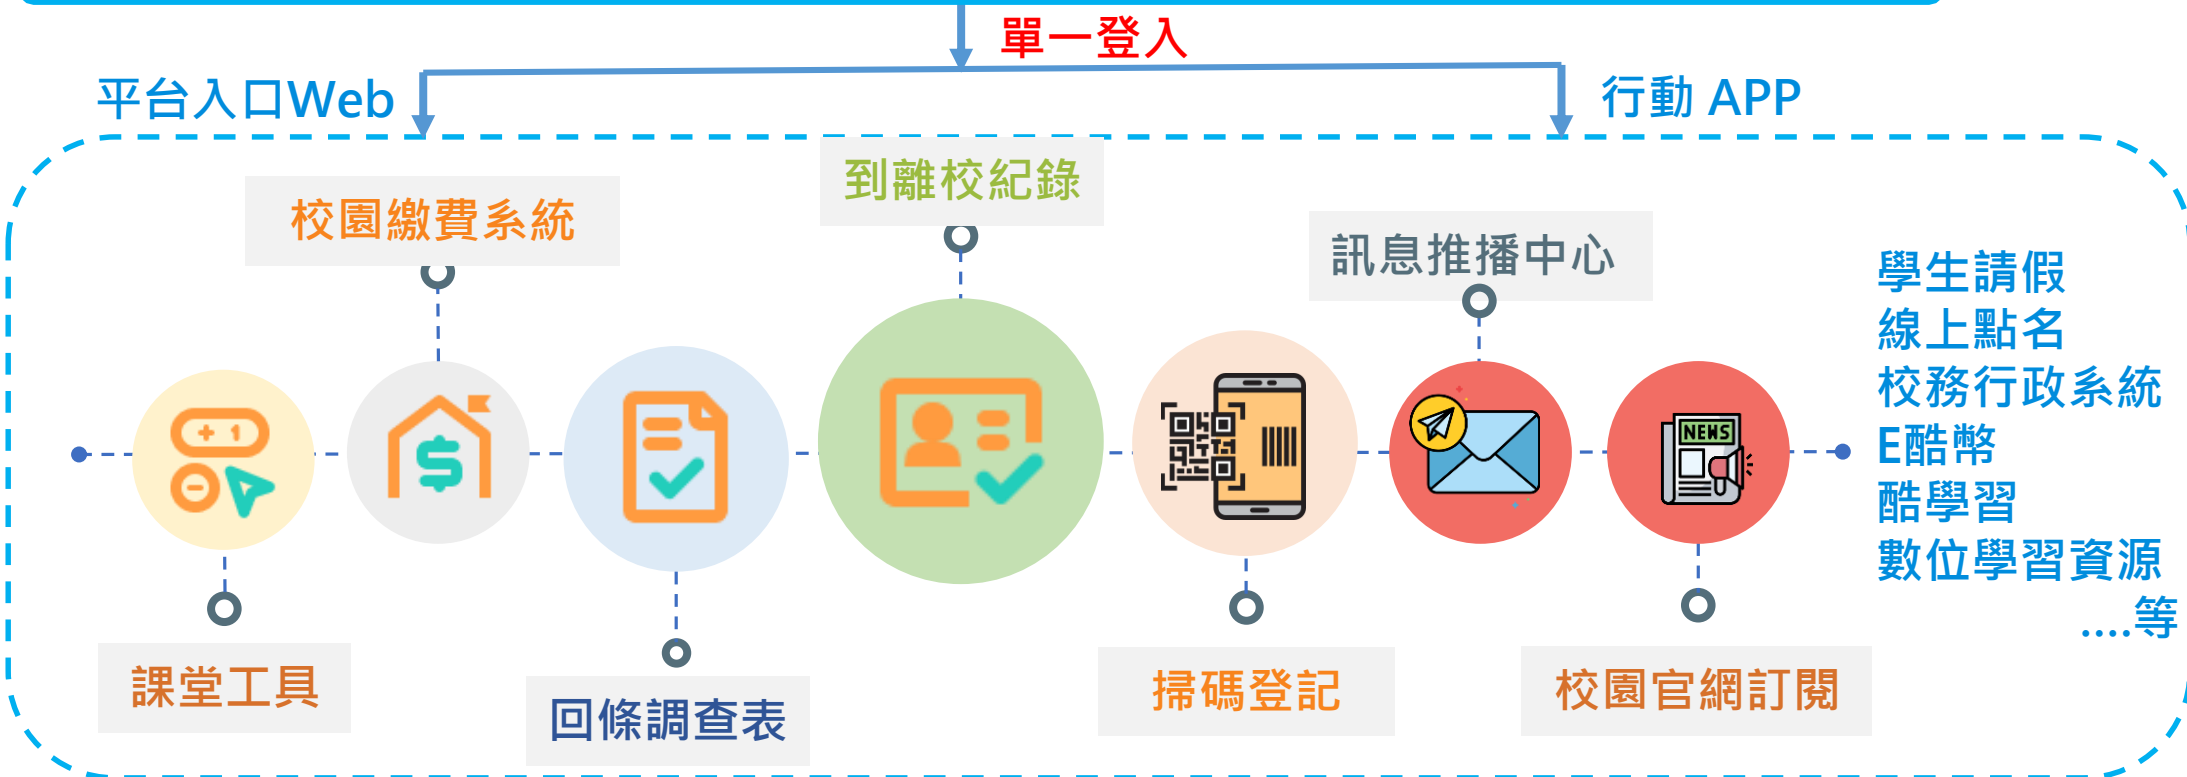 單一登入
平台入口Web
行動 APP
到離校紀錄
校園繳費系統
訊息推播中心
學生請假
線上點名
校務行政系統
E酷幣
酷學習
數位學習資源
....等
+ 1
NEWS
課堂工具
回條調查表
掃碼登記
校園官網訂閱